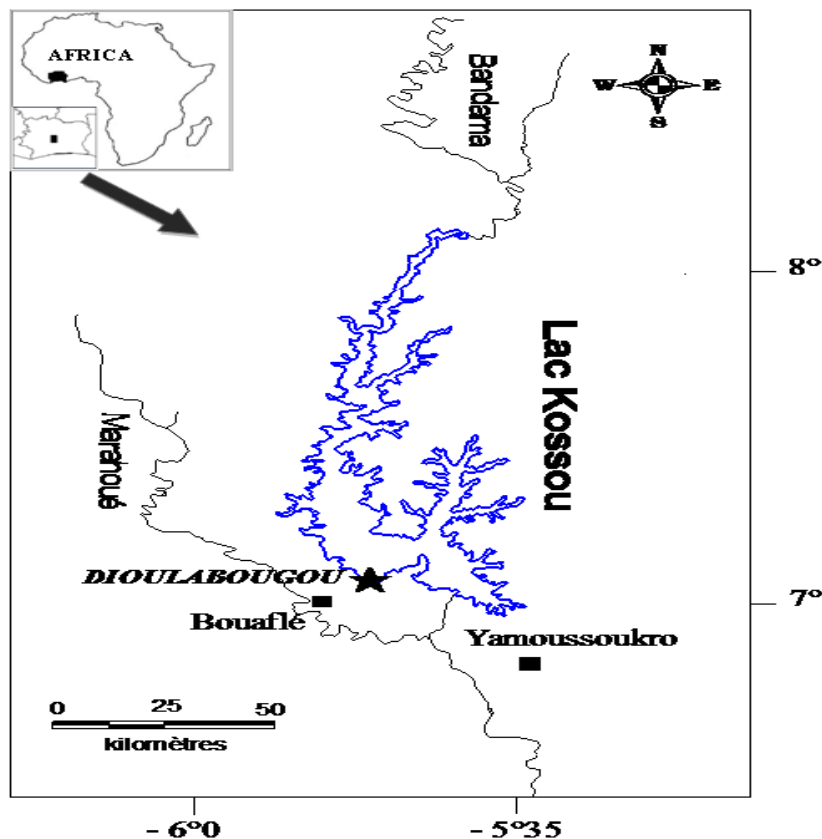 AFRICA
Bandama
N
W E
S
8°
Lac Kossou
Marahoué
DIOULABOUGOU
7°
Bouaflé
Yamoussoukro
0 25 50
kilomètres
- 6°0 - 5°35